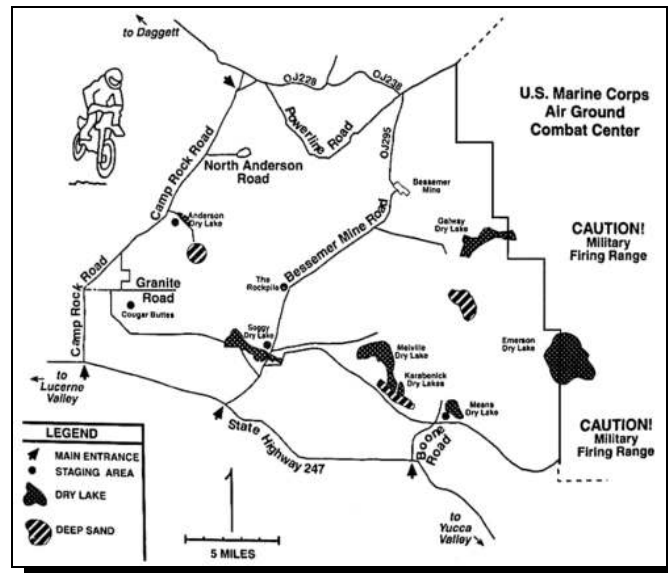 to Daggett
OJ228
OJ238
Powerline Road
OJ295
U.S. Marine Corps
Air Ground
Combat Center
Camp Rock Road
North Anderson
Road
Bessemer
Mine
Anderson
Dry Lake
Bessemer Mine Road
Galway
Dry Lake
CAUTION!
Military
Firing Range
Camp Rock Road
Granite
Road
The
Rockpile
Cougar Buttes
Soggy
Dry Lake
Melville
Dry Lake
Emerson
Dry Lake
Karabenick
Dry Lakes
Means
Dry Lake
to
Lucerne
Valley
State Highway 247
Boone
Road
CAUTION!
Military
Firing Range
LEGEND
MAIN ENTRANCE
STAGING AREA
DRY LAKE
DEEP SAND
5 MILES
to
Yucca
Valley